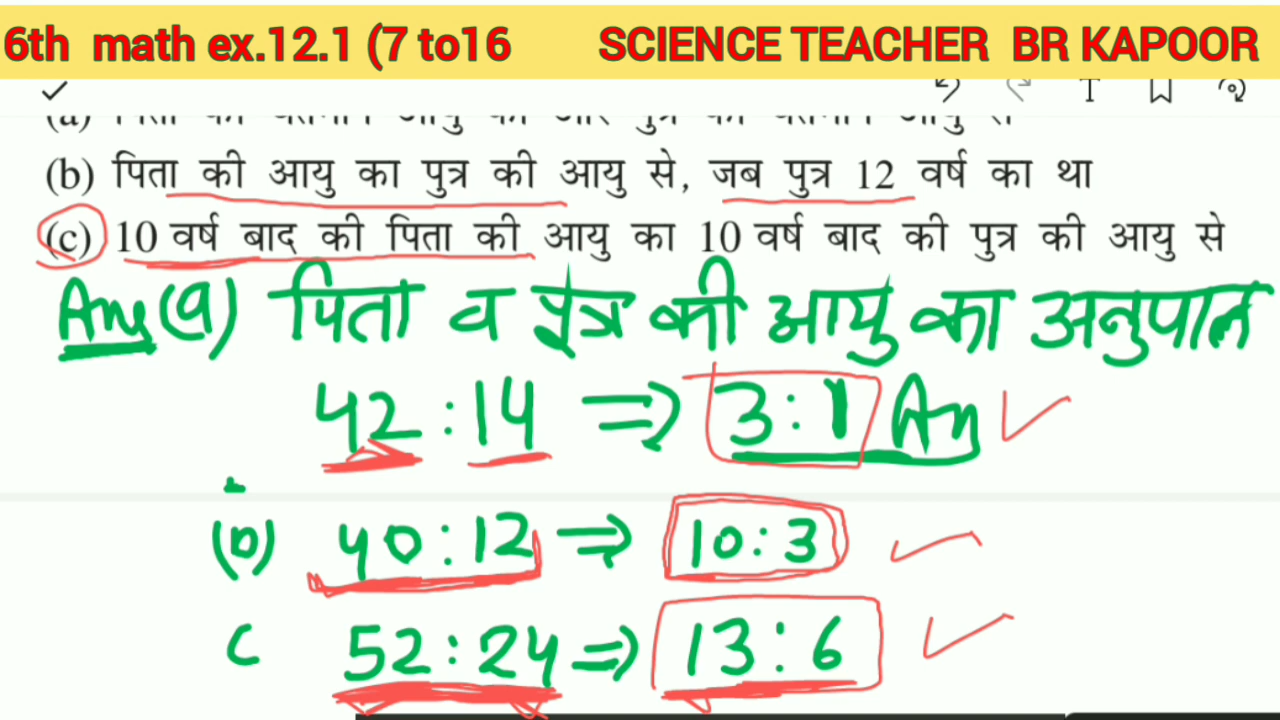 6th math ex.12.1 (7 to16 SCIENCE TEACHER BR KAPOOR
(b) पिता की आयु का पुत्र की आयु से, जब पुत्र 12 वर्ष का था
(c) 10 वर्ष बाद की पिता की आयु का 10 वर्ष बाद की पुत्र की आयु से
Ans (a) पिता व पुत्र की आयु का अनुपात
42 : 14 ⇒ 3 : 1 An
(b) 40 : 12 ⇒ 10 : 3
C 52 : 24 ⇒ 13 : 6